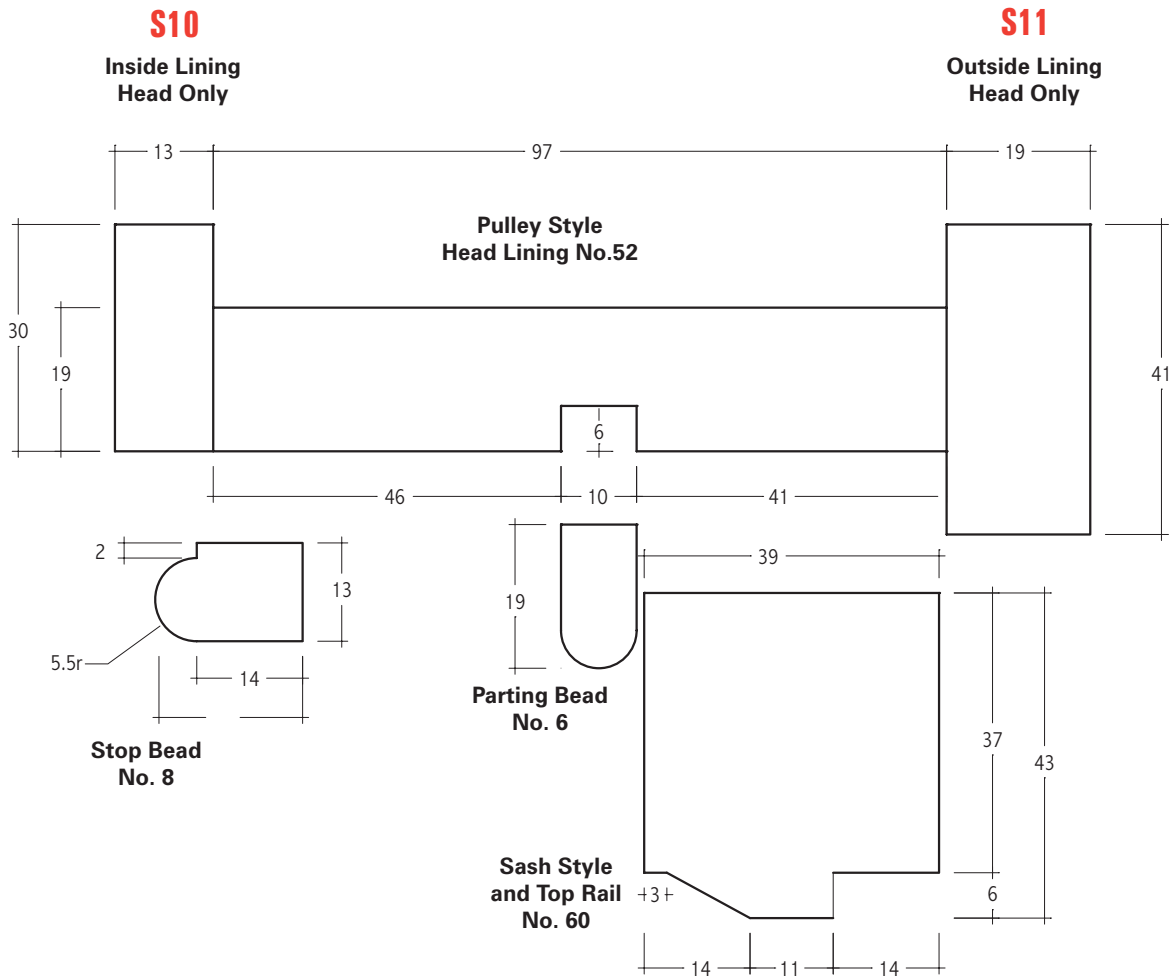 S10
Inside Lining
Head Only
S11
Outside Lining
Head Only
13
97
19
Pulley Style
Head Lining No.52
30
19
41
6
46
10
41
2
13
5.5r
14
Stop Bead
No. 8
19
Parting Bead
No. 6
39
37
43
Sash Style
and Top Rail
No. 60
3
6
14
11
14